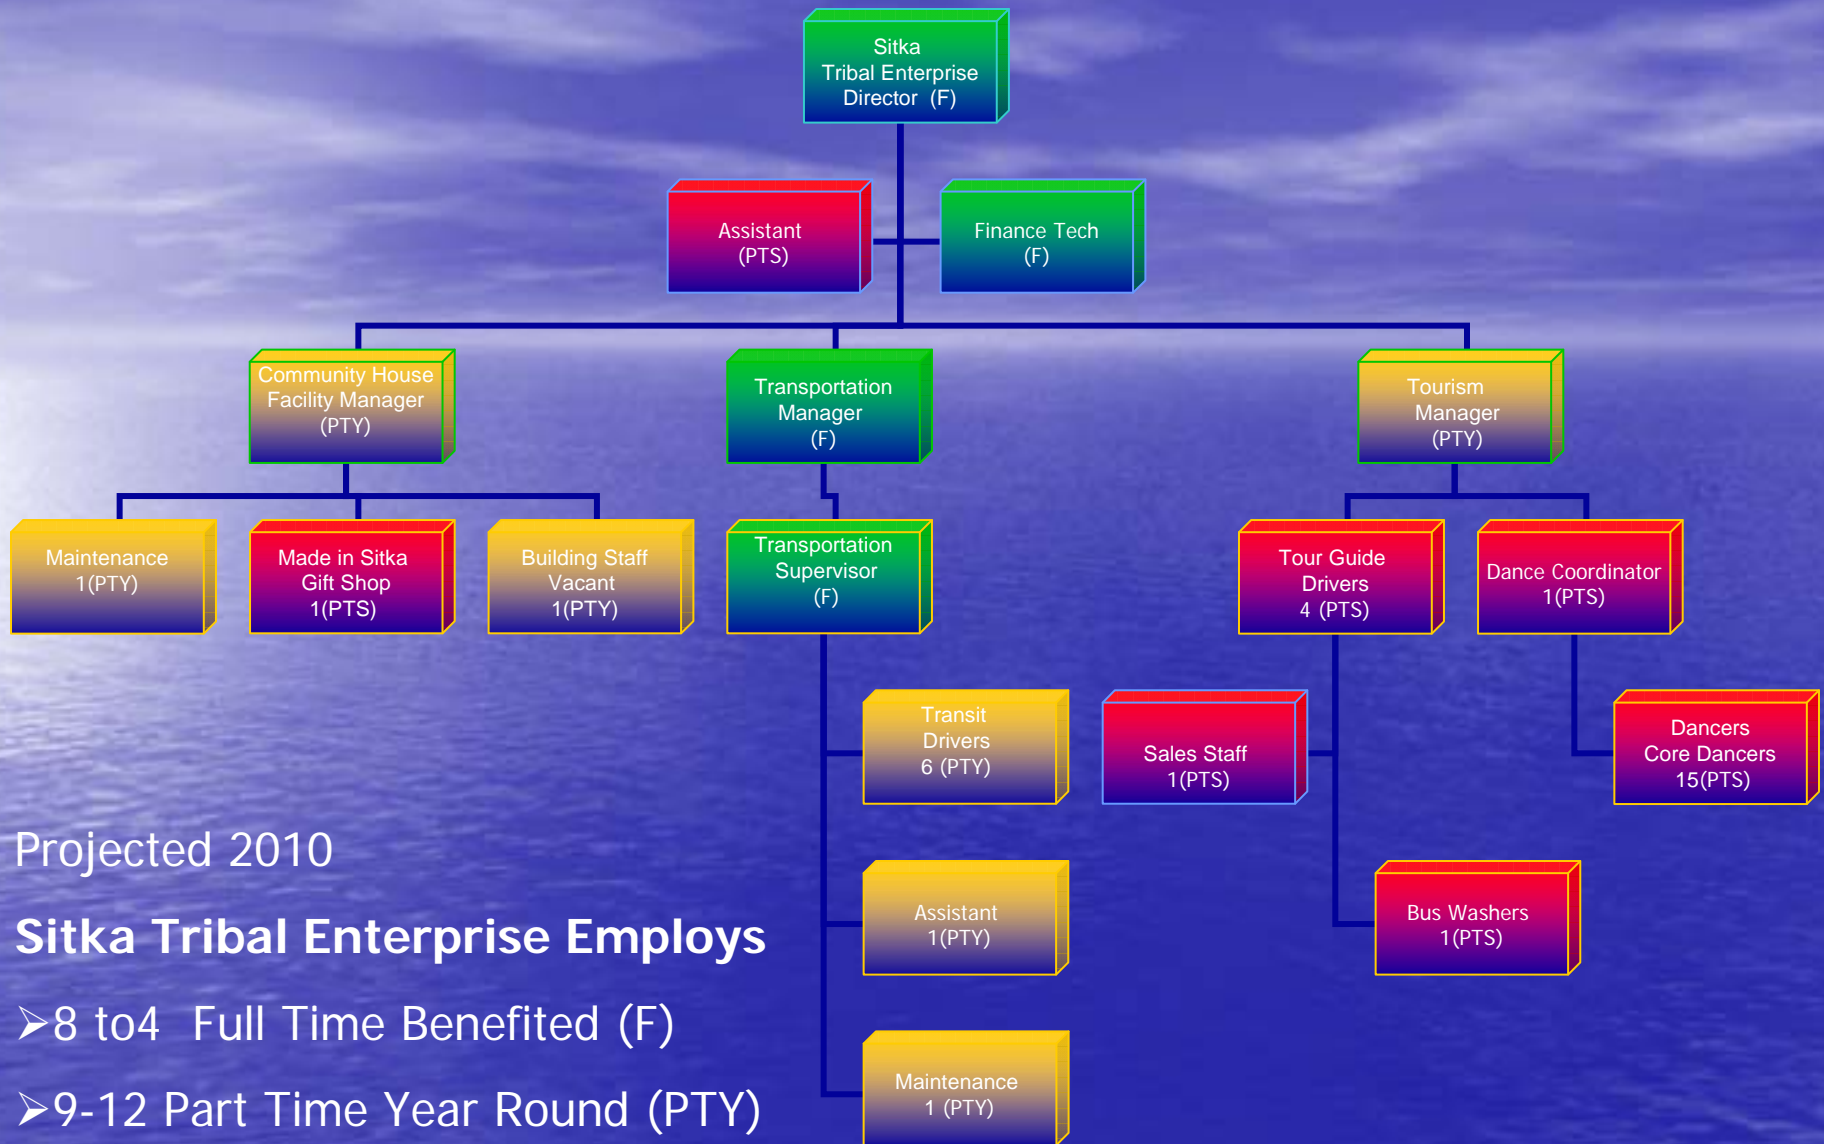 Sitka
Tribal Enterprise
Director (F)
Assistant
(PTS)
Finance Tech
(F)
Community House
Facility Manager
(PTY)
Transportation
Manager
(F)
Tourism
Manager
(PTY)
Maintenance
1(PTY)
Made in Sitka
Gift Shop
1(PTS)
Building Staff
Vacant
1(PTY)
Transportation
Supervisor
(F)
Tour Guide
Drivers
4 (PTS)
Dance Coordinator
1(PTS)
Transit
Drivers
6 (PTY)
Sales Staff
1(PTS)
Dancers
Core Dancers
15(PTS)
Assistant
1(PTY)
Bus Washers
1(PTS)
Maintenance
1 (PTY)
Projected 2010
Sitka Tribal Enterprise Employs
➢8 to4 Full Time Benefited (F)
➢9-12 Part Time Year Round (PTY)